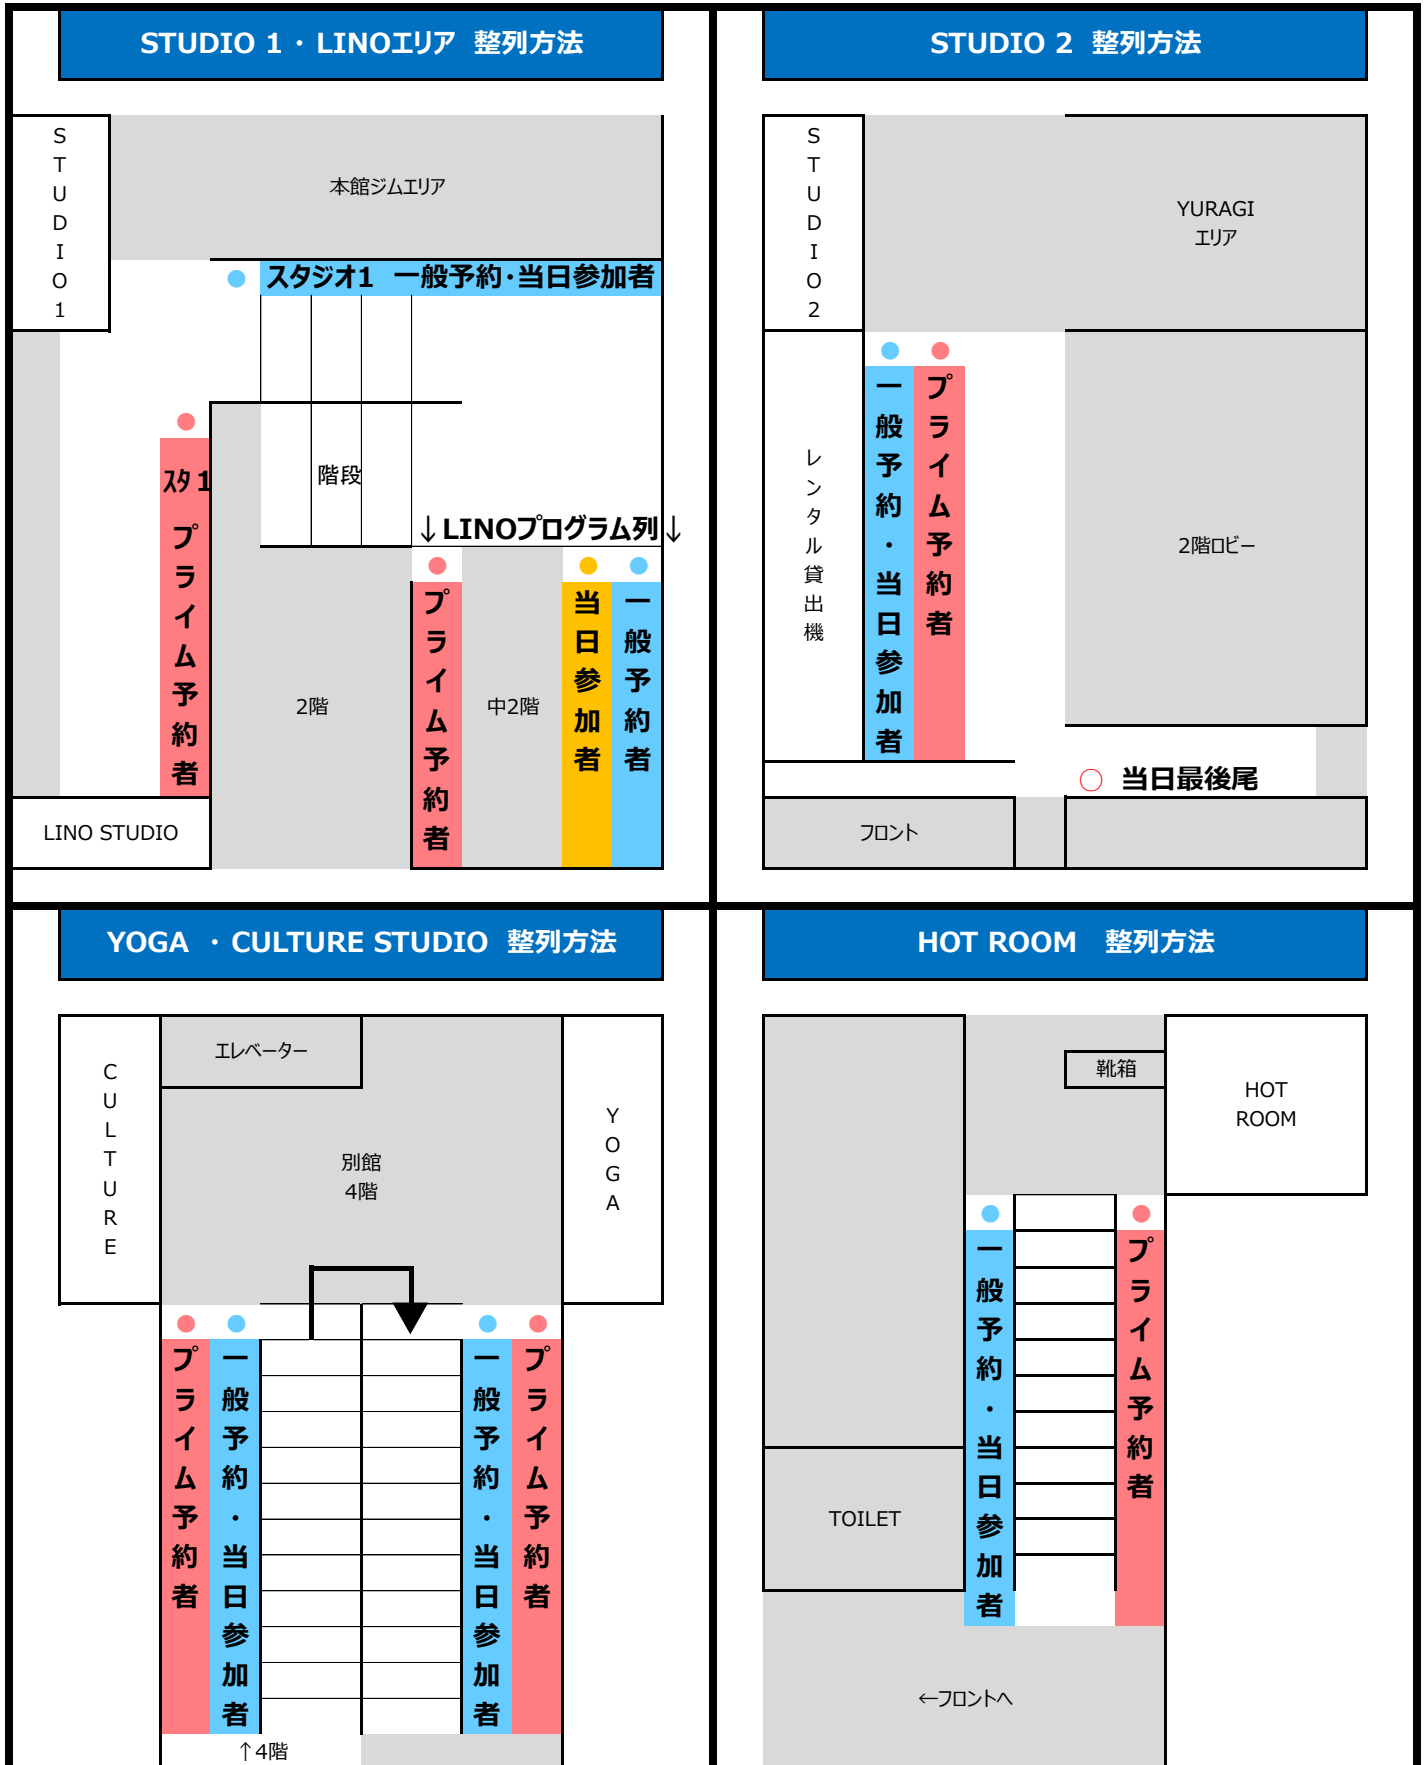 STUDIO 1・LINOエリア 整列方法
STUDIO1
本館ジムエリア
スタジオ1 一般予約・当日参加者
階段
スタ1 プライム予約者
↓LINOプログラム列↓
プライム予約者
当日参加者
一般予約者
2階
中2階
LINO STUDIO
STUDIO 2 整列方法
STUDIO2
YURAGI
エリア
一般予約・当日参加者
プライム予約者
レンタル貸出機
2階ロビー
○ 当日最後尾
フロント
YOGA ・CULTURE STUDIO 整列方法
CULTURE
エレベーター
YOGA
別館
4階
プライム予約者
一般予約・当日参加者
一般予約・当日参加者
プライム予約者
↑4階
HOT ROOM 整列方法
靴箱
HOT
ROOM
一般予約・当日参加者
プライム予約者
TOILET
←フロントへ